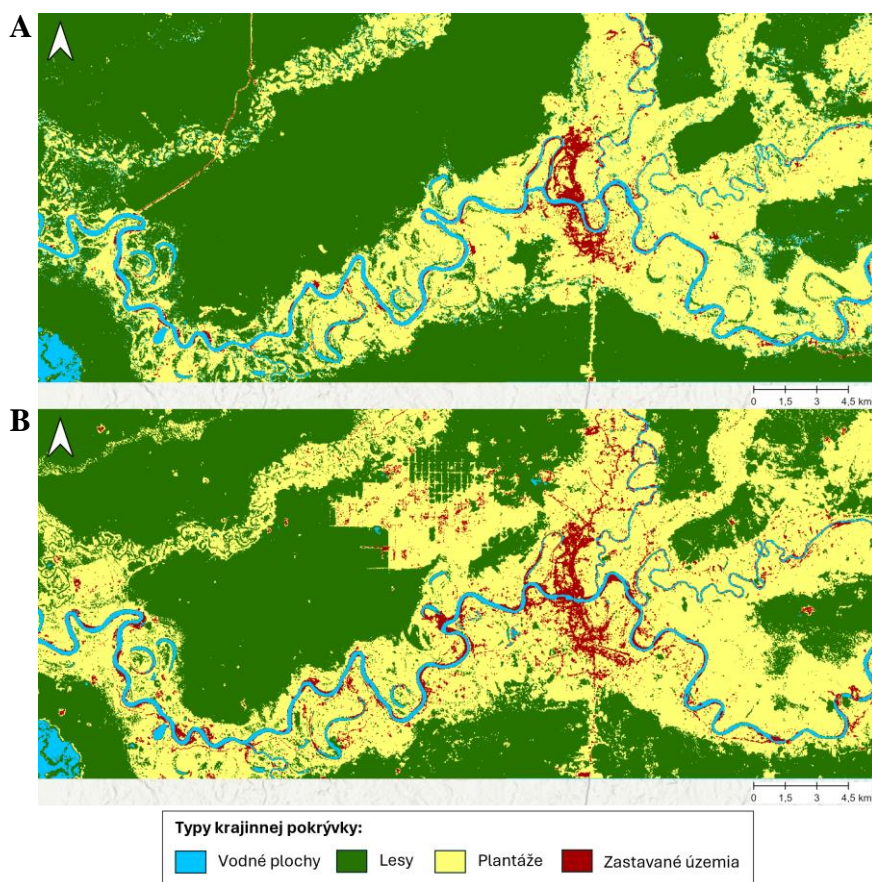 A
0 1,5 3 4,5 km
B
0 1,5 3 4,5 km
Typy krajinnej pokrývky:
Vodné plochy Lesy Plantáže Zastavané územia